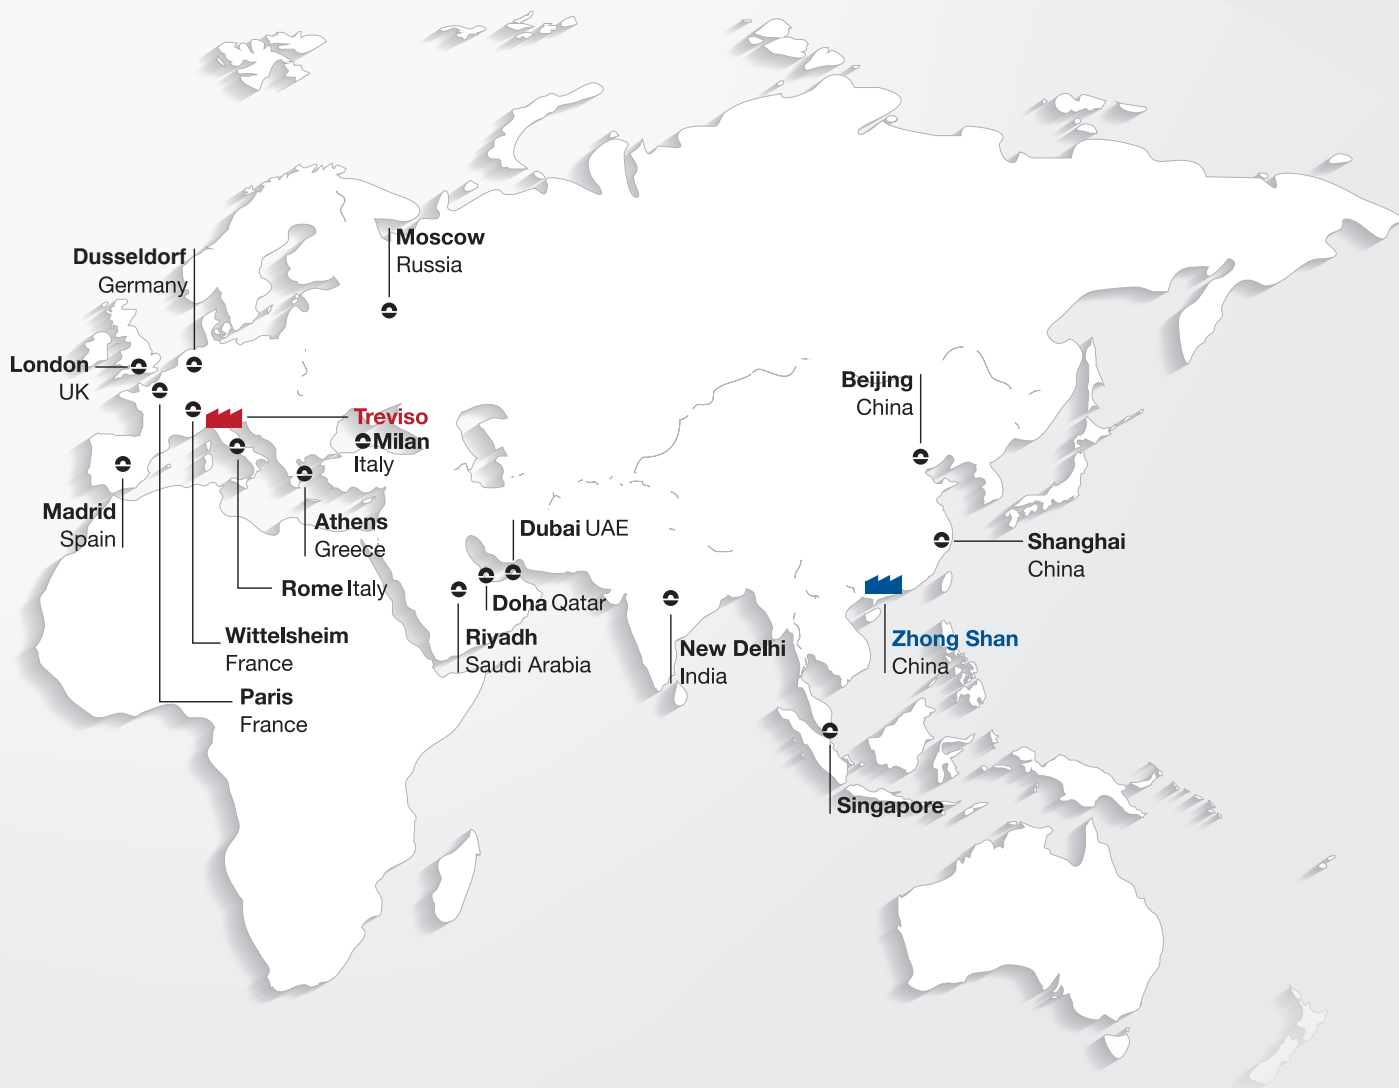 Moscow
Russia
Dusseldorf
Germany
London
UK
Beijing
China
Treviso
Milan
Italy
Madrid
Spain
Athens
Greece
Dubai UAE
Shanghai
China
Rome Italy
Doha Qatar
Wittelsheim
France
Riyadh
Saudi Arabia
New Delhi
India
Zhong Shan
China
Paris
France
Singapore